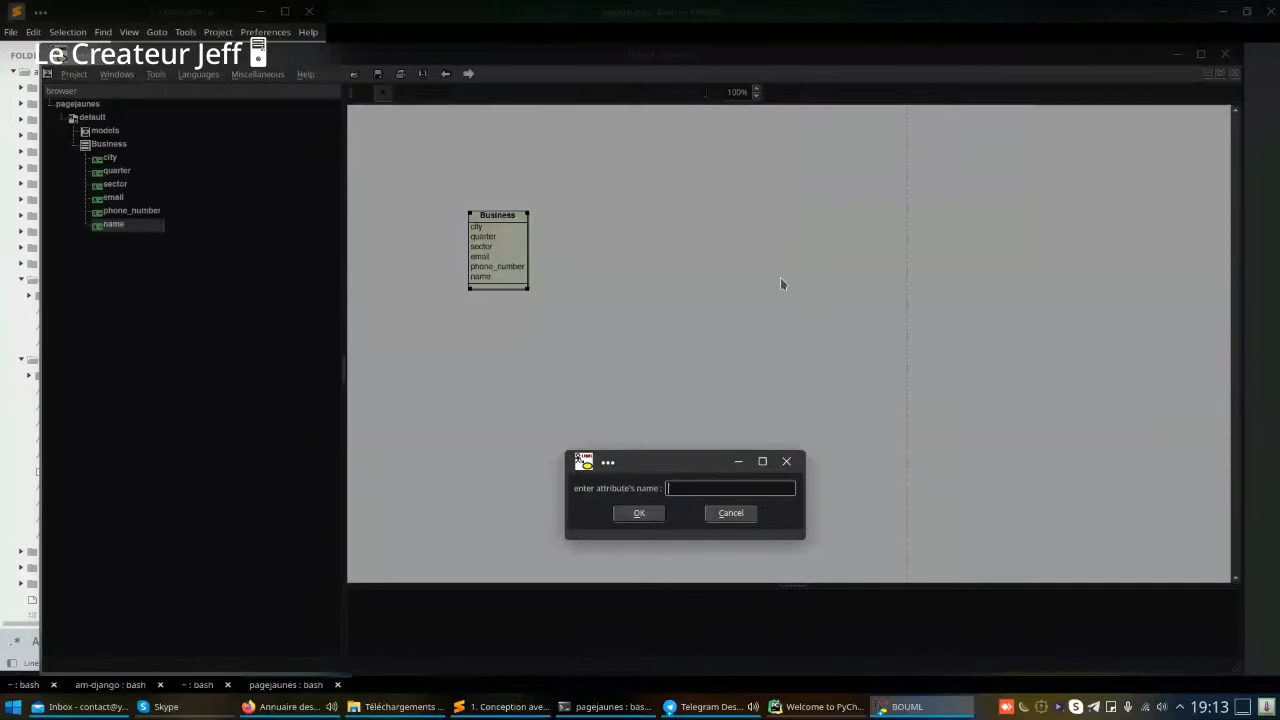 File Edit Selection Find View Goto Tools Project Preferences Help
FOLD
Le Createur Jeff
Project Windows Tools Languages Miscellaneous Help
browser
100%
pagejaunes
default
models
Business
city
quarter
sector
email
phone_number
name
Business
city
quarter
sector
email
phone_number
name
enter attribute's name :
OK Cancel
.* A
Line
~ : bash
am-django : bash
~ : bash
pagejaunes : bash
Inbox - contact@y...
Skype
Annuaire des...
Téléchargements ...
1. Conception ave...
pagejaunes : bas...
Telegram Des...
Welcome to PyCh...
BOUML
19:13